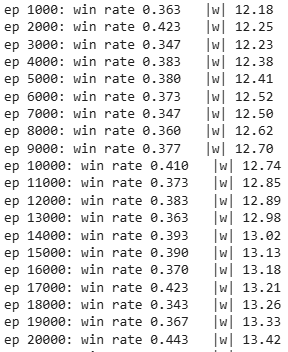 ep 1000: win rate 0.363 |w| 12.18
ep 2000: win rate 0.423 |w| 12.25
ep 3000: win rate 0.347 |w| 12.23
ep 4000: win rate 0.383 |w| 12.38
ep 5000: win rate 0.380 |w| 12.41
ep 6000: win rate 0.373 |w| 12.52
ep 7000: win rate 0.347 |w| 12.50
ep 8000: win rate 0.360 |w| 12.62
ep 9000: win rate 0.377 |w| 12.70
ep 10000: win rate 0.410 |w| 12.74
ep 11000: win rate 0.373 |w| 12.85
ep 12000: win rate 0.383 |w| 12.89
ep 13000: win rate 0.363 |w| 12.98
ep 14000: win rate 0.393 |w| 13.02
ep 15000: win rate 0.390 |w| 13.13
ep 16000: win rate 0.370 |w| 13.18
ep 17000: win rate 0.423 |w| 13.21
ep 18000: win rate 0.343 |w| 13.26
ep 19000: win rate 0.367 |w| 13.33
ep 20000: win rate 0.443 |w| 13.42